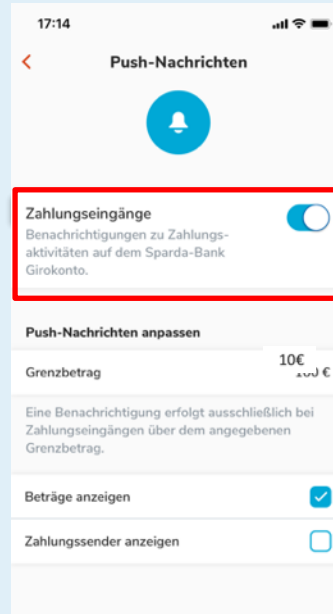 17:14
Push-Nachrichten
Zahlungseingänge
Benachrichtigungen zu Zahlungs-
aktivitäten auf dem Sparda-Bank
Girokonto.
Push-Nachrichten anpassen
10€
Grenzbetrag €
Eine Benachrichtigung erfolgt ausschließlich bei
Zahlungseingängen über dem angegebenen
Grenzbetrag.
Beträge anzeigen
Zahlungssender anzeigen